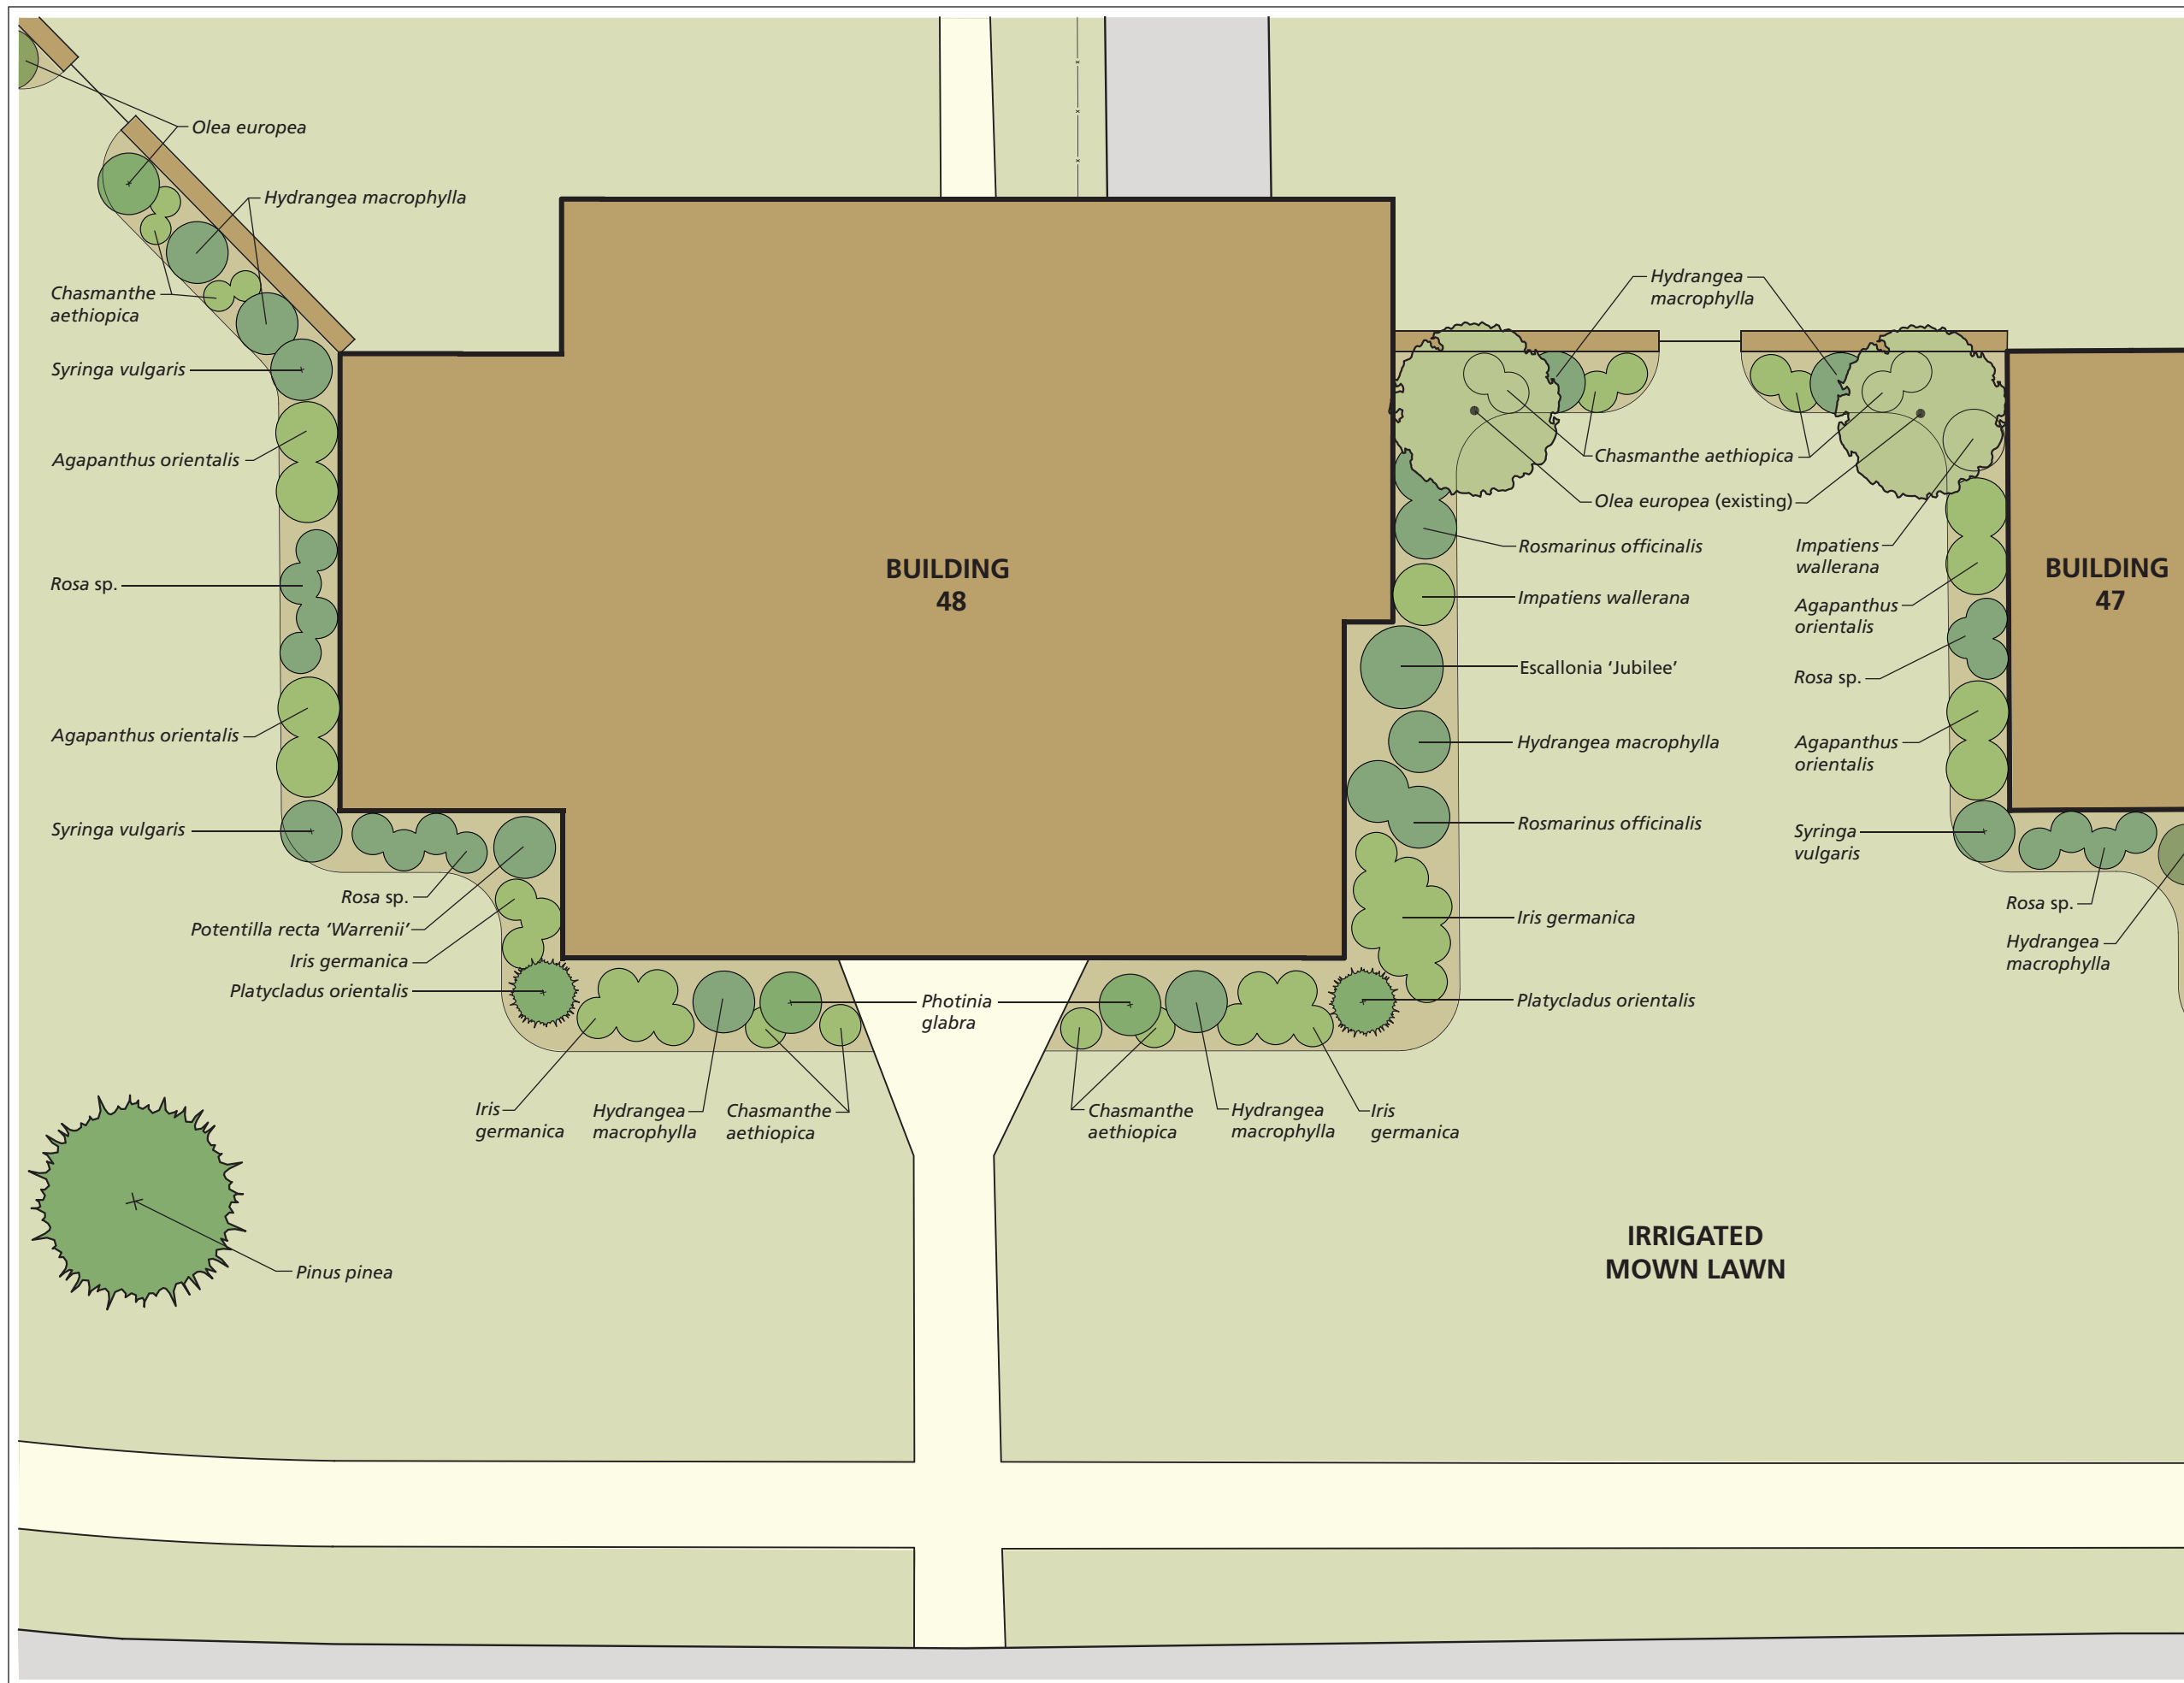 Olea europea
Hydrangea macrophylla
Chasmanthe
aethiopica
Syringa vulgaris
Agapanthus orientalis
Rosa sp.
Agapanthus orientalis
Syringa vulgaris
Rosa sp.
Potentilla recta ‘Warrenii’
Iris germanica
Platycladus orientalis
BUILDING
48
Iris
germanica
Hydrangea
macrophylla
Chasmanthe
aethiopica
Photinia
glabra
Chasmanthe
aethiopica
Hydrangea
macrophylla
Iris
germanica
Hydrangea
macrophylla
Chasmanthe aethiopica
Olea europea (existing)
Rosmarinus officinalis
Impatiens wallerana
Escallonia ‘Jubilee’
Hydrangea macrophylla
Rosmarinus officinalis
Iris germanica
Platycladus orientalis
Impatiens
wallerana
Agapanthus
orientalis
Rosa sp.
Agapanthus
orientalis
Syringa
vulgaris
Rosa sp.
Hydrangea
macrophylla
BUILDING
47
Pinus pinea
IRRIGATED
MOWN LAWN